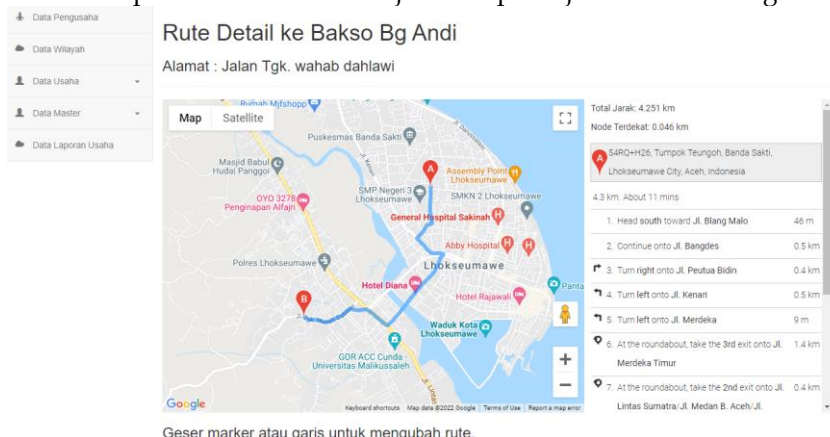 Data Pengusaha
Data Wilayah
Data Usaha
Data Master
Data Laporan Usaha
Rute Detail ke Bakso Bg Andi
Alamat : Jalan Tgk. wahab dahlawi
Map
Satellite
Rumah Mjfshopp
Puskesmas Banda Sakti
Jl. Darussalam
Masjid Babul
Hudal Panggoi
Assembly Point
Lhokseumawe
SMP Negeri 3
Lhokseumawe
SMKN 2 Lhokseumawe
OYO 3278
Penginapan Alfajri
General Hospital Sakinah
Abby Hospital
Polres Lhokseumawe
Lhokseumawe
Hotel Diana
Hotel Rajawali
Panta
A
B
Waduk Kota
Lhokseumawe
GOR ACC Cunda
Universitas Malikussaleh
Jl. Lintas
Google
Keyboard shortcuts
Map data ©2022 Google
Terms of Use
Report a map error
Total Jarak: 4.251 km
Node Terdekat: 0.046 km
A
54RQ+H26, Tumpok Teungoh, Banda Sakti,
Lhokseumawe City, Aceh, Indonesia
4.3 km. About 11 mins
1. Head south toward Jl. Blang Malo 46 m
2. Continue onto Jl. Bangdes 0.5 km
3. Turn right onto Jl. Peutua Bidin 0.4 km
4. Turn left onto Jl. Kenari 0.5 km
5. Turn left onto Jl. Merdeka 9 m
6. At the roundabout, take the 3rd exit onto Jl. 1.4 km
Merdeka Timur
7. At the roundabout, take the 2nd exit onto Jl. 0.4 km
Lintas Sumatra/Jl. Medan B. Aceh/Jl.
Geser marker atau garis untuk mengubah rute.